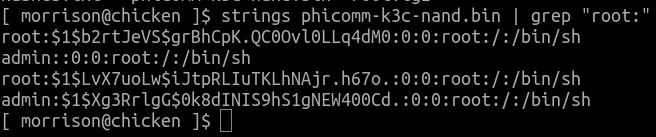 [ morrison@chicken ]$ strings phicomm-k3c-nand.bin | grep "root:"
root:$1$b2rtJeVS$grBhCpK.QC0Ovl0LLq4dM0:0:0:root:/:/bin/sh
admin::0:0:root:/:/bin/sh
root:$1$LvX7uoLw$iJtpRLIuTKLhNAjr.h67o.:0:0:root:/:/bin/sh
admin:$1$Xg3RrlgG$0k8dINIS9hS1gNEW400Cd.:0:0:root:/:/bin/sh
[ morrison@chicken ]$